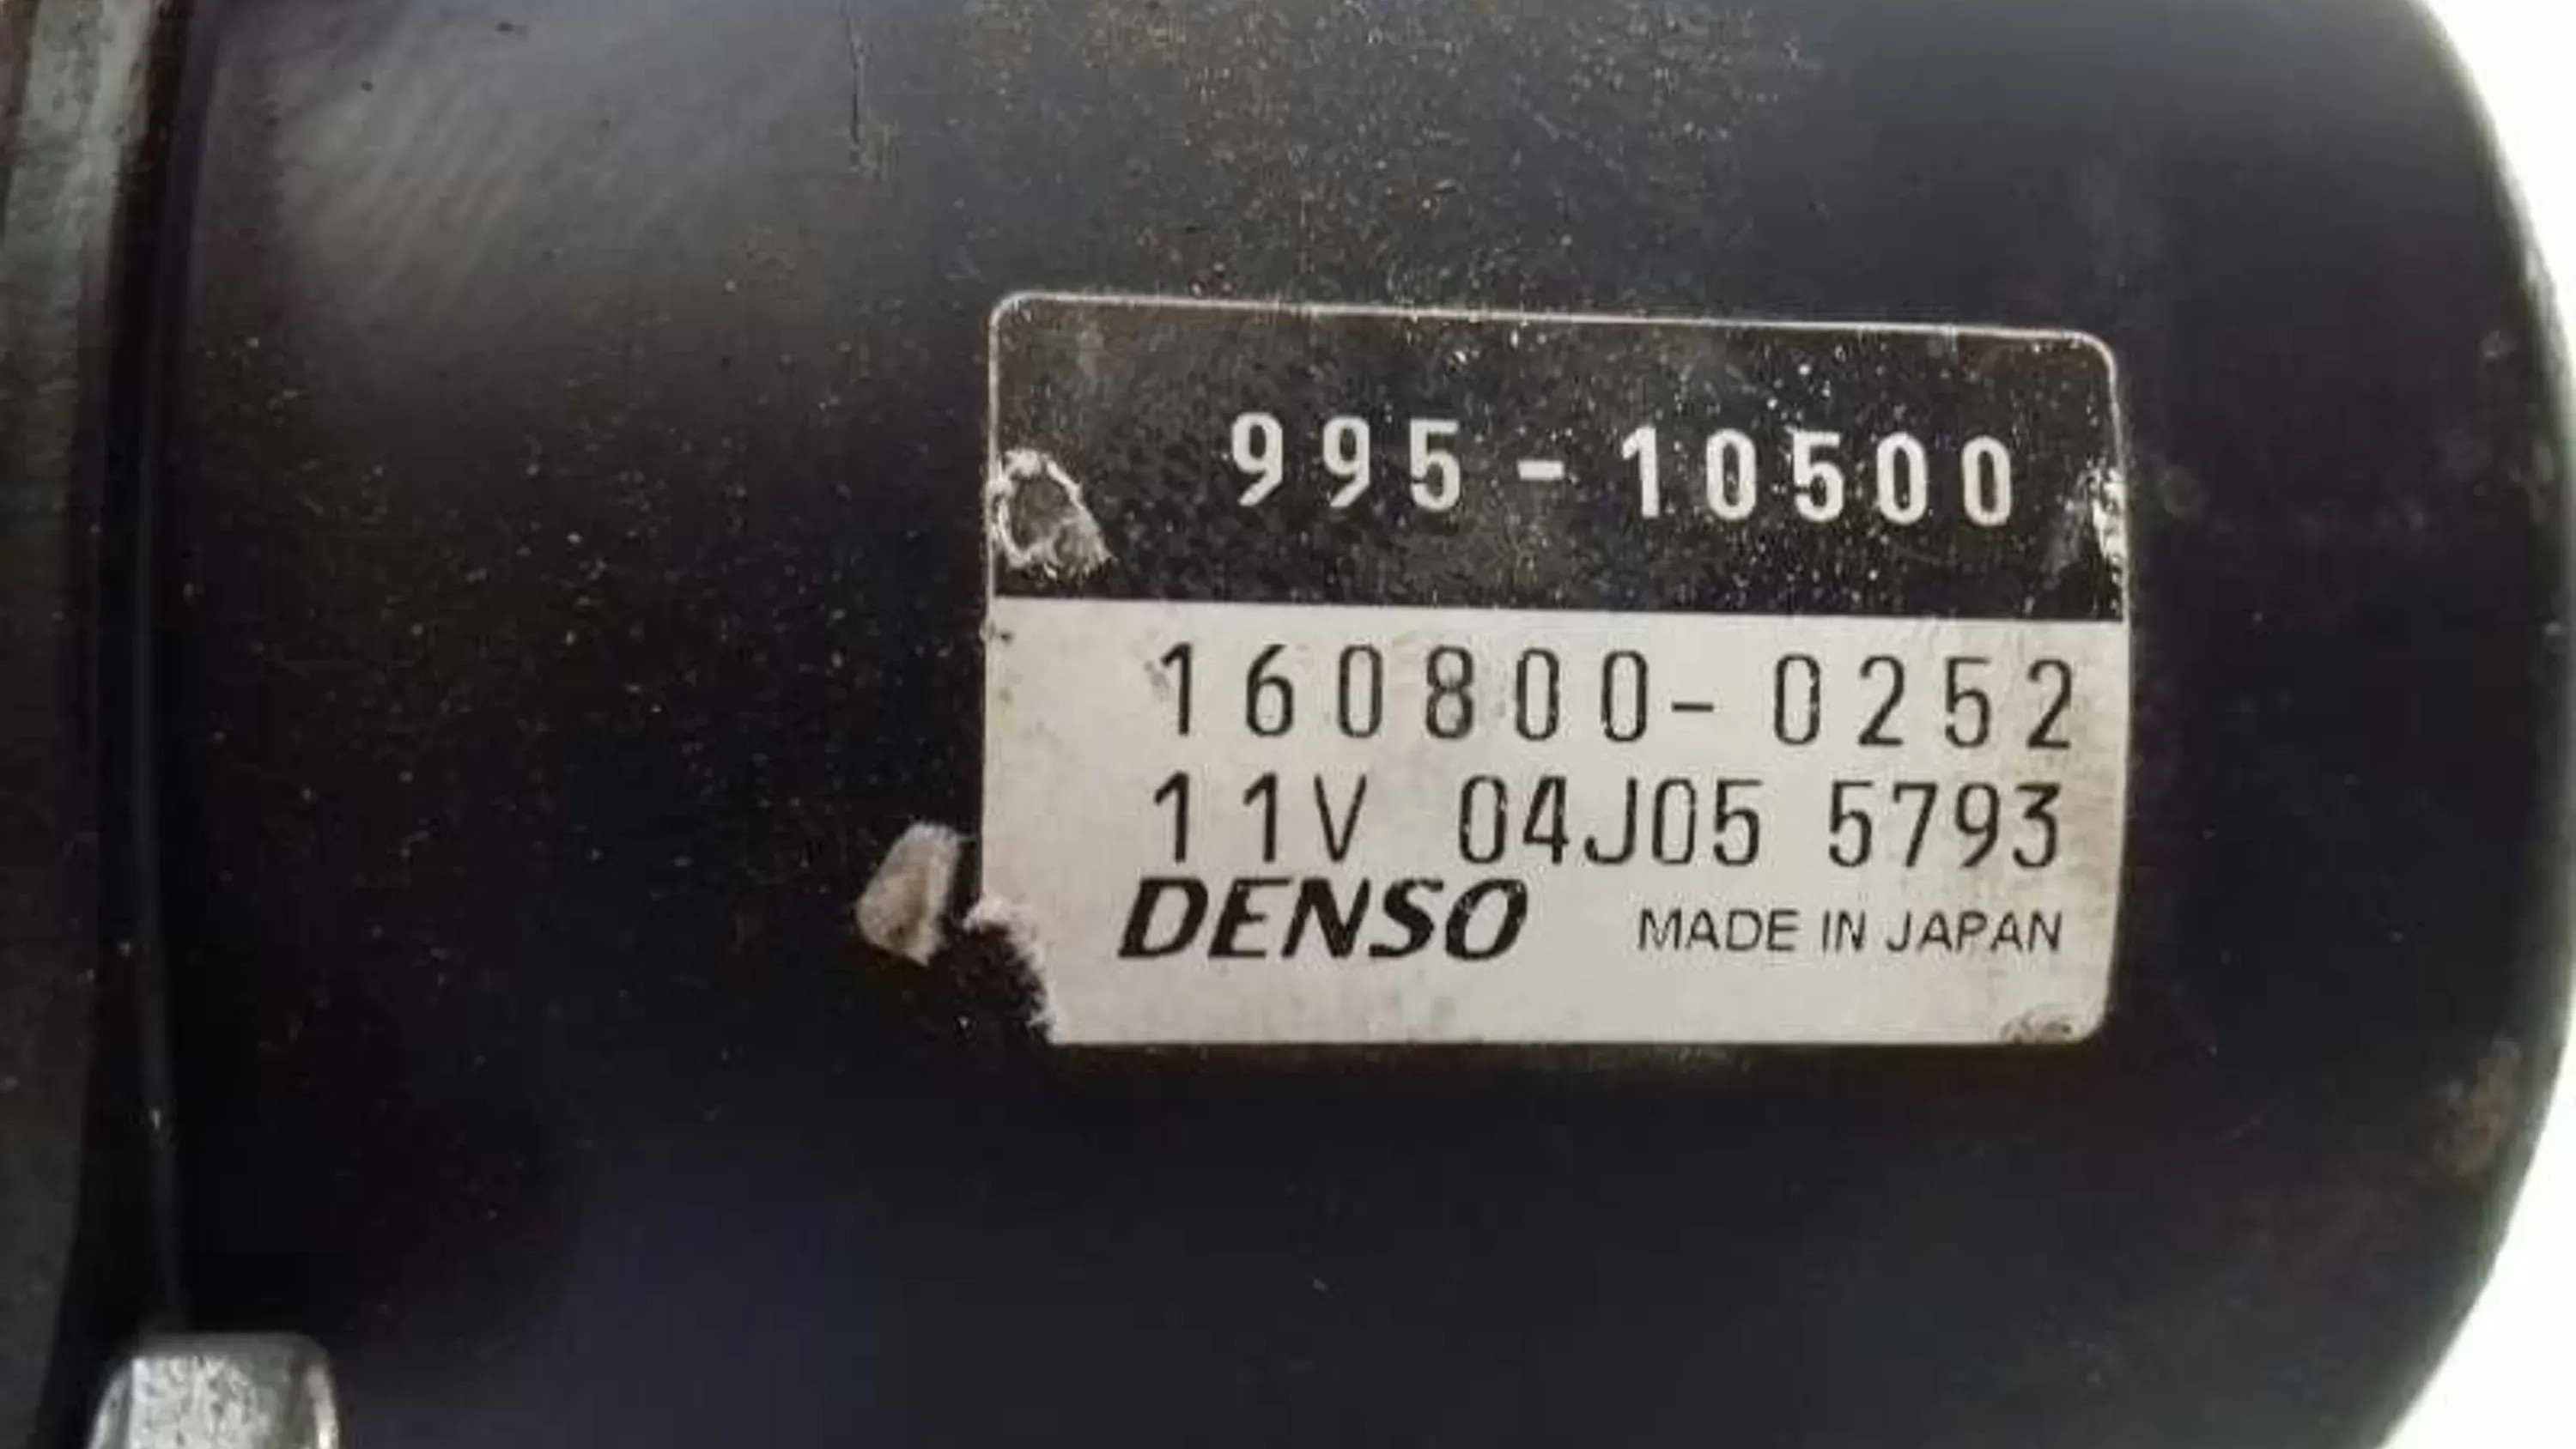 995-10500
160800-0252
11V 04J05 5793
DENSO MADE IN JAPAN